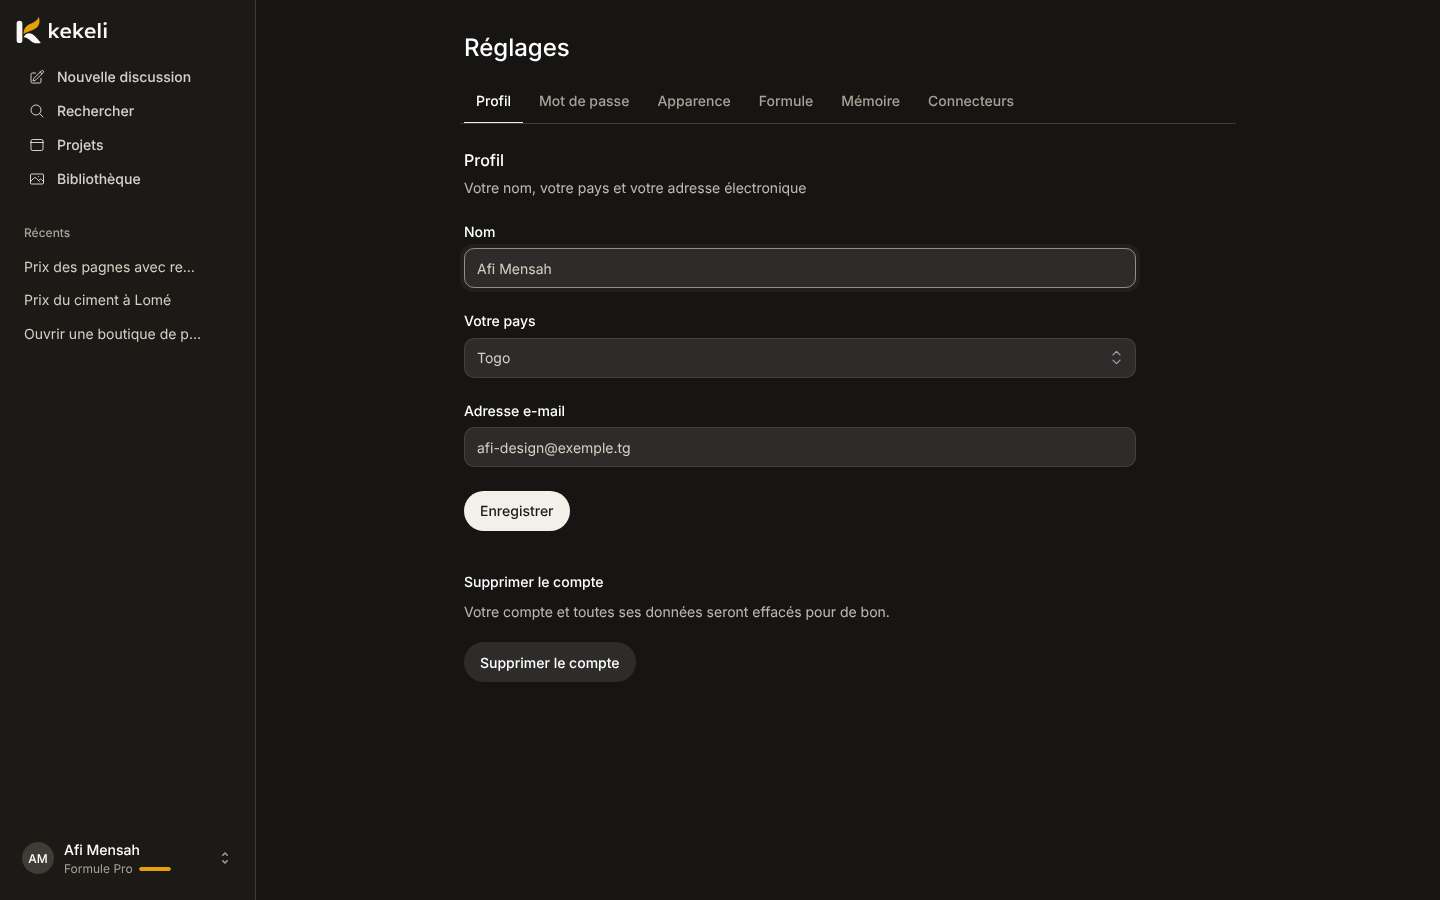 kekeli
Nouvelle discussion
Rechercher
Projets
Bibliothèque
Récents
Prix des pagnes avec re...
Prix du ciment à Lomé
Ouvrir une boutique de p...
AM
Afi Mensah
Formule Pro
Réglages
Profil
Mot de passe
Apparence
Formule
Mémoire
Connecteurs
Profil
Votre nom, votre pays et votre adresse électronique
Nom
Afi Mensah
Votre pays
Togo
Adresse e-mail
afi-design@exemple.tg
Enregistrer
Supprimer le compte
Votre compte et toutes ses données seront effacés pour de bon.
Supprimer le compte